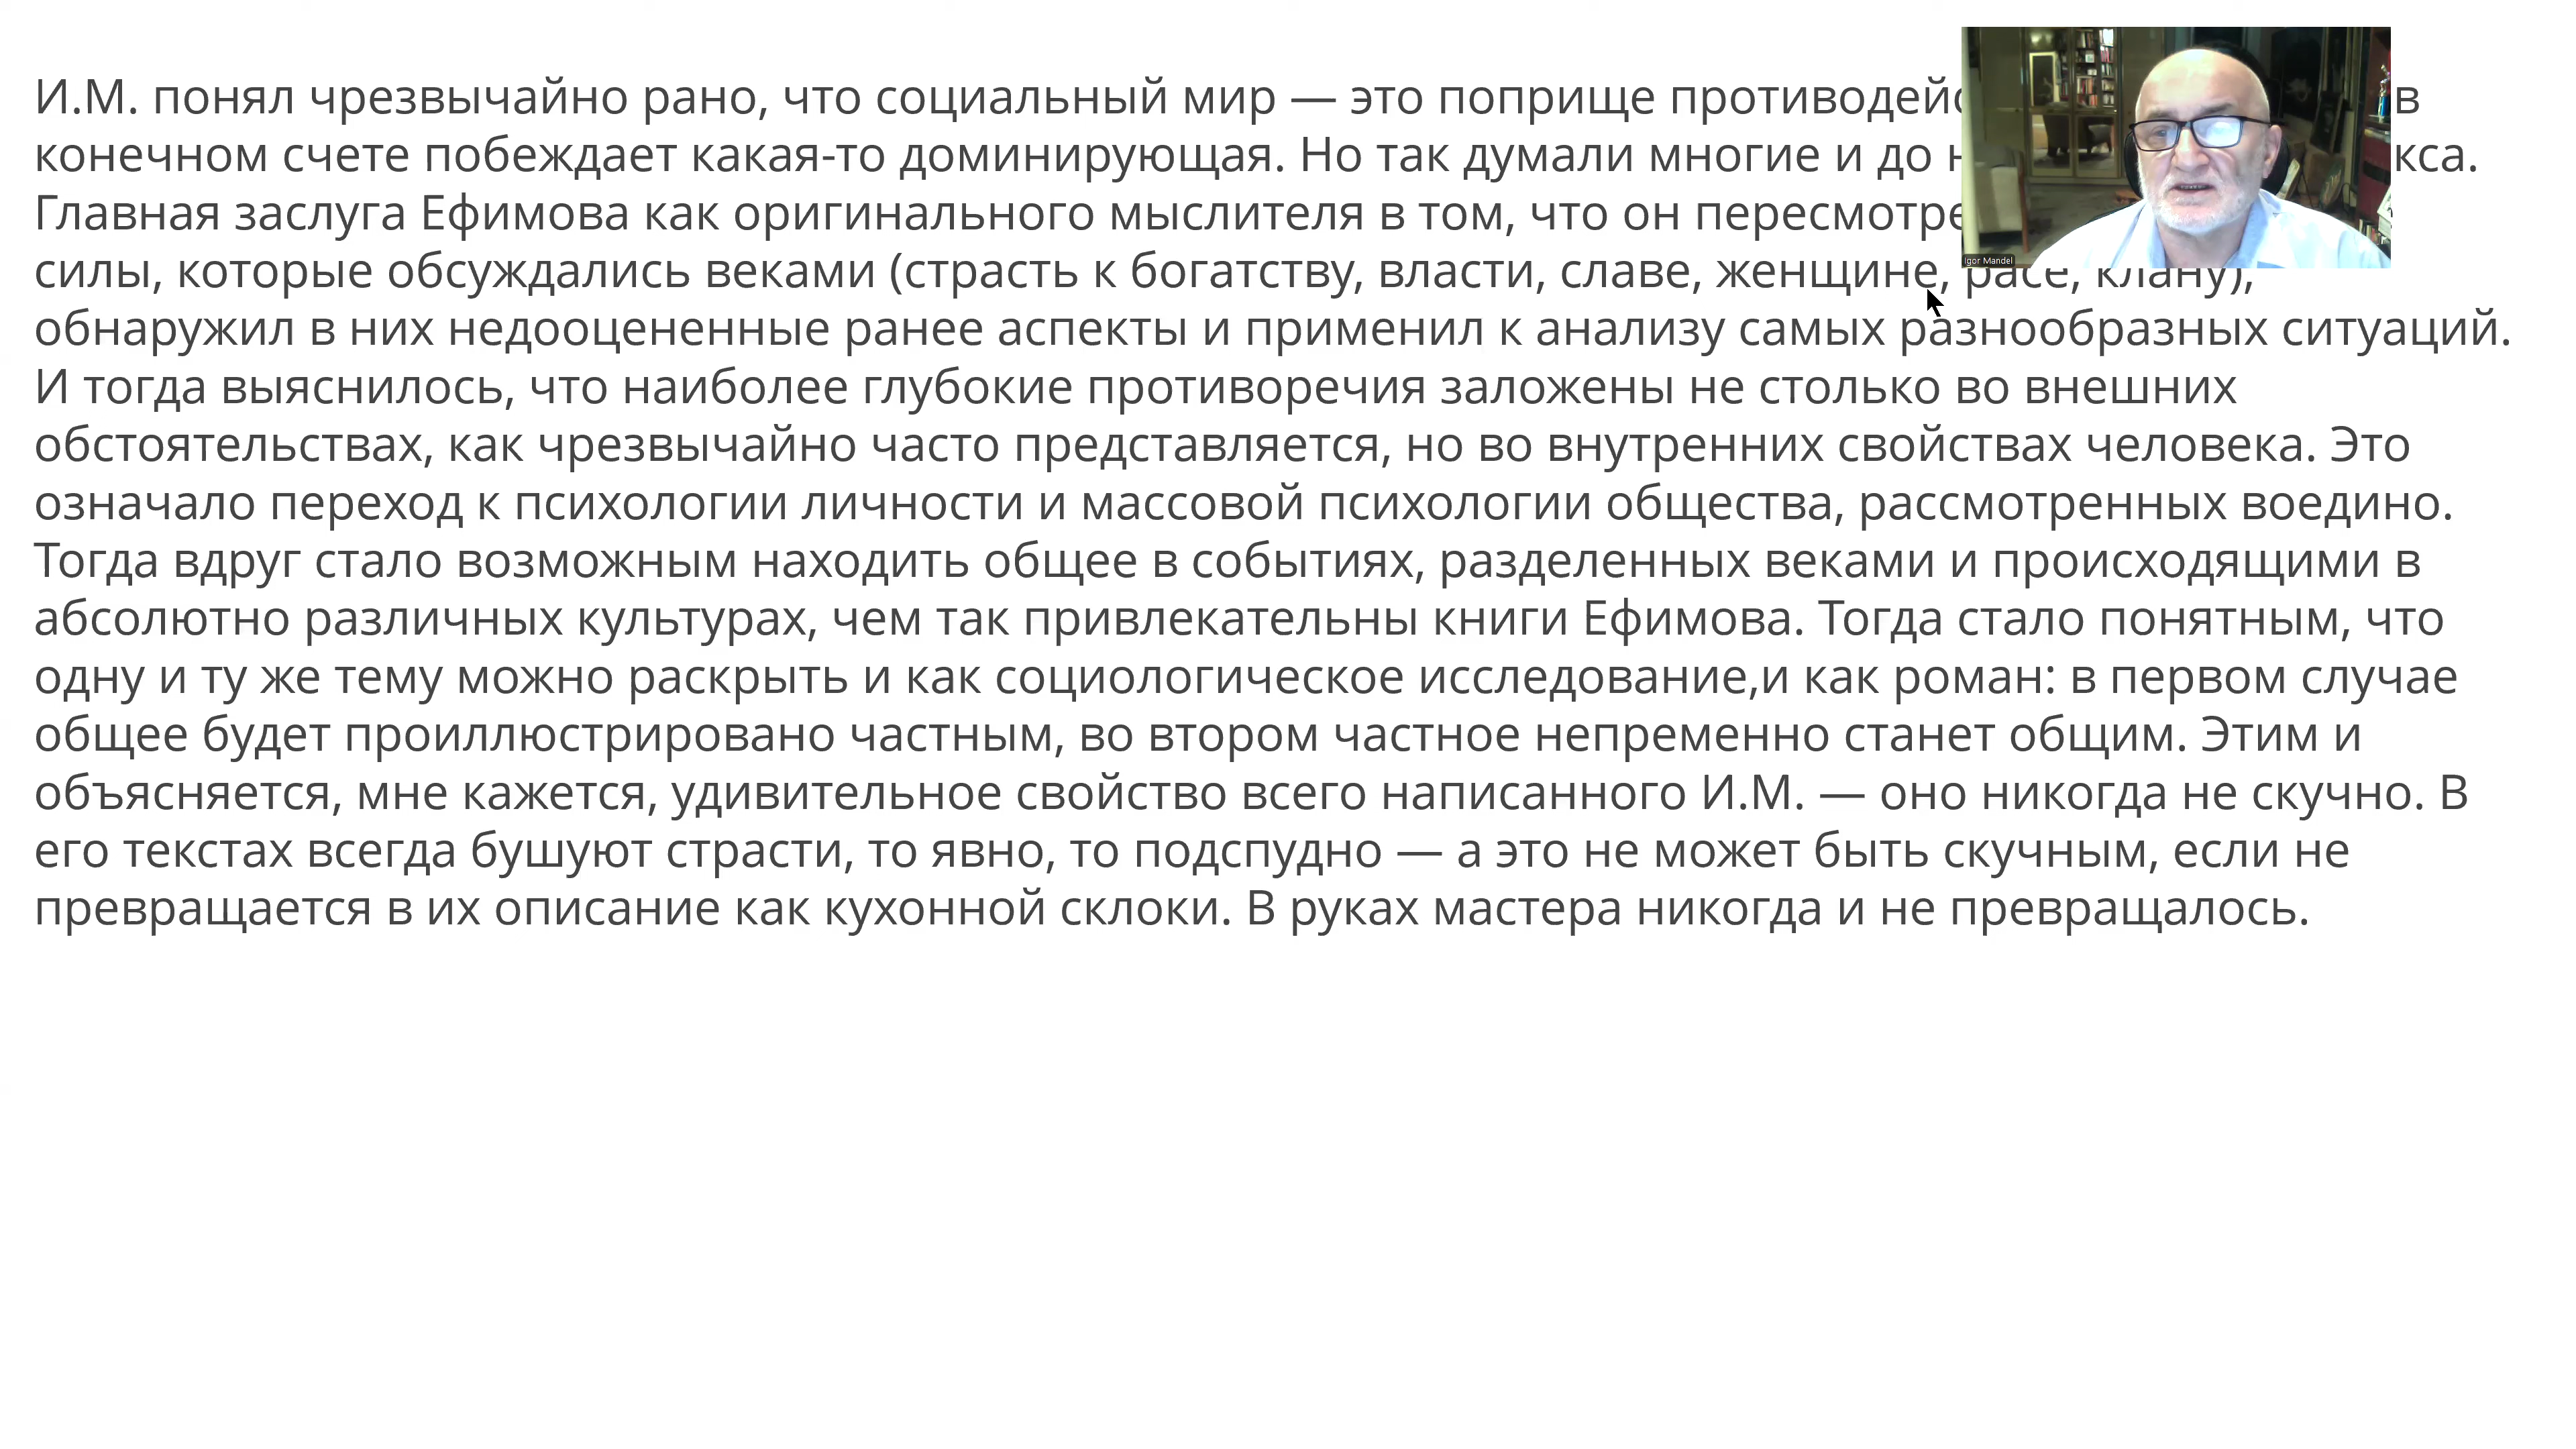 И.М. понял чрезвычайно рано, что социальный мир — это поприще в
конечном счете побеждает какая-то доминирующая. Но так думали многие и до
Главная заслуга Ефимова как оригинального мыслителя в том, что он
силы, которые обсуждались веками (страсть к богатству, власти, славе, женщине, расе, клану),
обнаружил в них недооцененные ранее аспекты и применил к анализу самых разнообразных ситуаций.
И тогда выяснилось, что наиболее глубокие противоречия заложены не столько во внешних
обстоятельствах, как чрезвычайно часто представляется, но во внутренних свойствах человека. Это
означало переход к психологии личности и массовой психологии общества, рассмотренных воедино.
Тогда вдруг стало возможным находить общее в событиях, разделенных веками и происходящими в
абсолютно различных культурах, чем так привлекательны книги Ефимова. Тогда стало понятным, что
одну и ту же тему можно раскрыть и как социологическое исследование,и как роман: в первом случае
общее будет проиллюстрировано частным, во втором частное непременно станет общим. Этим и
объясняется, мне кажется, удивительное свойство всего написанного И.М. — оно никогда не скучно. В
его текстах всегда бушуют страсти, то явно, то подспудно — а это не может быть скучным, если не
превращается в их описание как кухонной склоки. В руках мастера никогда и не превращалось.
Igor Mandel